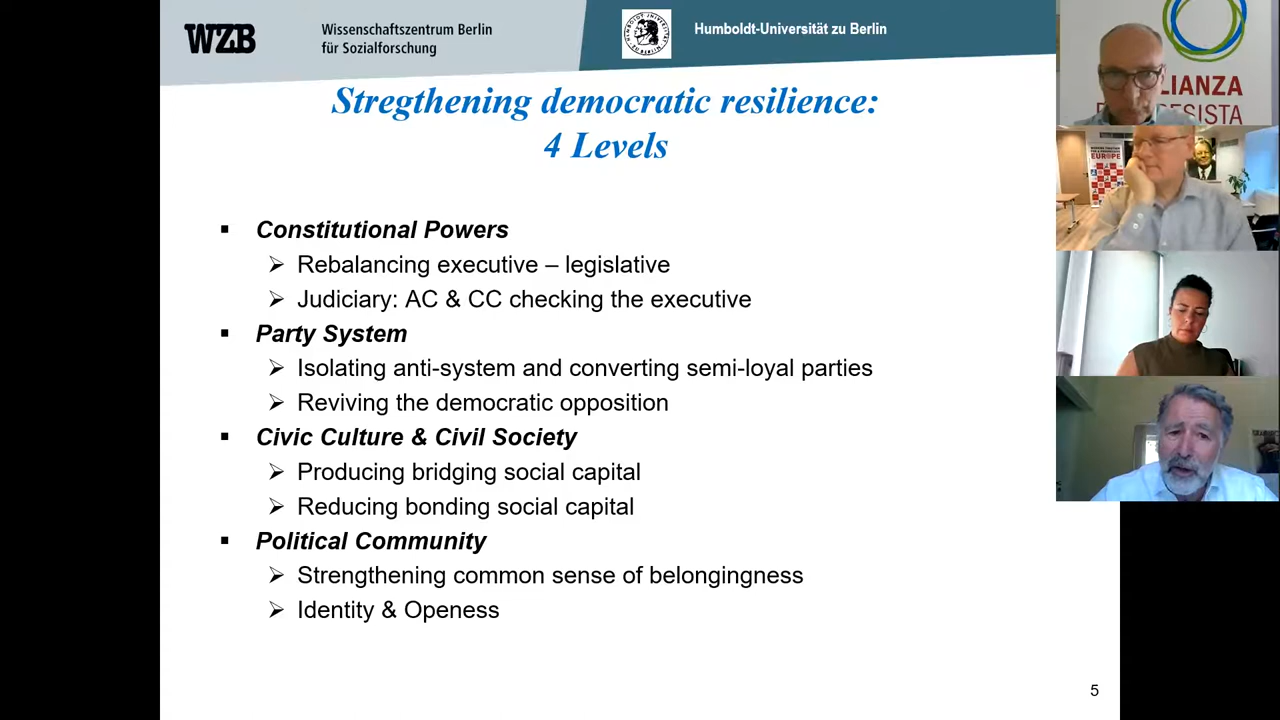 WZB
Wissenschaftszentrum Berlin
für Sozialforschung
Humboldt-Universität zu Berlin
Stregthening democratic resilience:
4 Levels
▪ Constitutional Powers
➢ Rebalancing executive – legislative
➢ Judiciary: AC & CC checking the executive
▪ Party System
➢ Isolating anti-system and converting semi-loyal parties
➢ Reviving the democratic opposition
▪ Civic Culture & Civil Society
➢ Producing bridging social capital
➢ Reducing bonding social capital
▪ Political Community
➢ Strengthening common sense of belongingness
➢ Identity & Openess
5
LIANZA
ESISTA
EUROPE